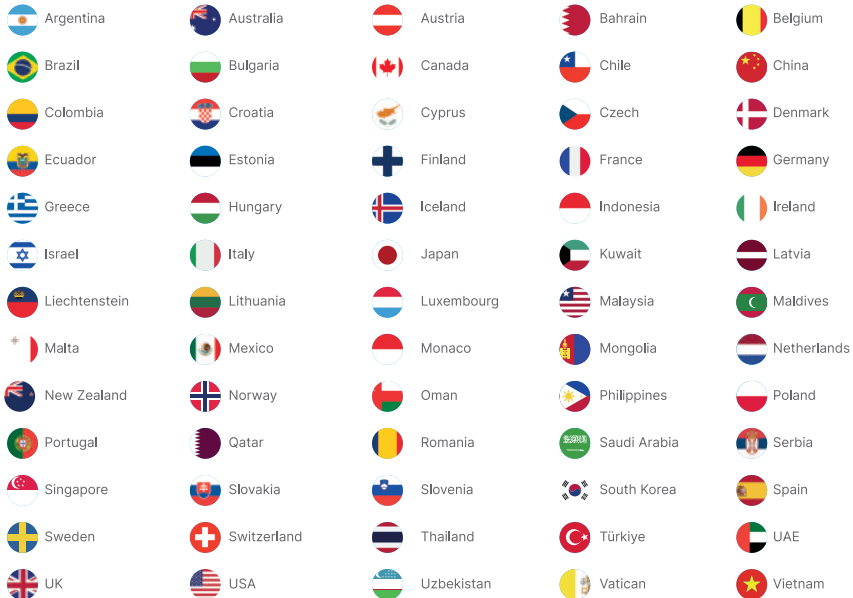 Argentina Australia Austria Bahrain Belgium
Brazil Bulgaria Canada Chile China
Colombia Croatia Cyprus Czech Denmark
Ecuador Estonia Finland France Germany
Greece Hungary Iceland Indonesia Ireland
Israel Italy Japan Kuwait Latvia
Liechtenstein Lithuania Luxembourg Malaysia Maldives
Malta Mexico Monaco Mongolia Netherlands
New Zealand Norway Oman Philippines Poland
Portugal Qatar Romania Saudi Arabia Serbia
Singapore Slovakia Slovenia South Korea Spain
Sweden Switzerland Thailand Türkiye UAE
UK USA Uzbekistan Vatican Vietnam